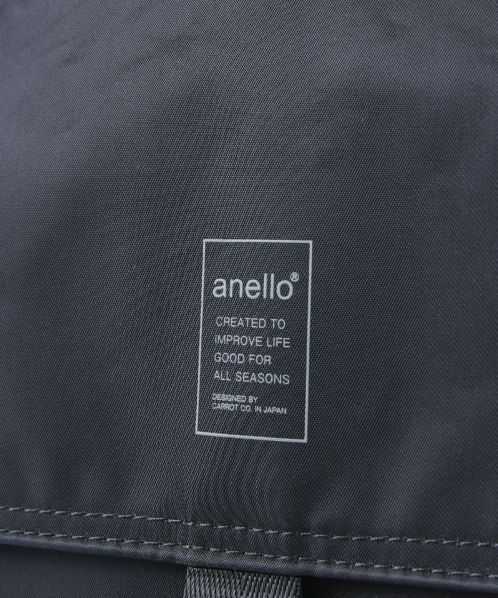 anello®
CREATED TO
IMPROVE LIFE
GOOD FOR
ALL SEASONS
DESIGNED BY
CARROT CO. IN JAPAN